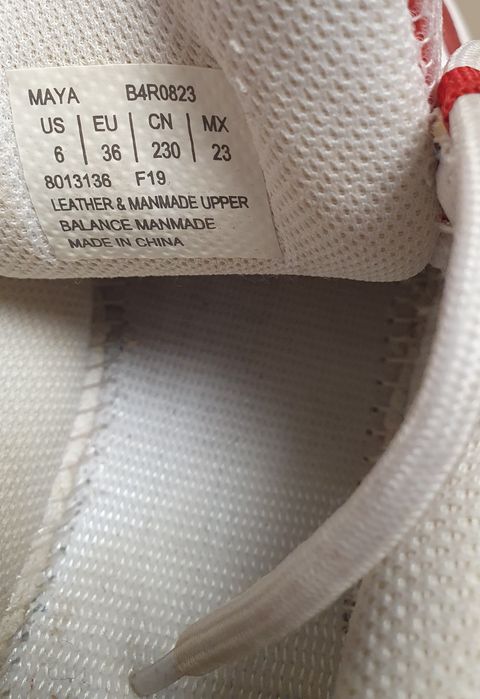 MAYA B4R0823
US | EU | CN | MX
6 | 36 | 230 | 23
8013136 F19
LEATHER & MANMADE UPPER
BALANCE MANMADE
MADE IN CHINA